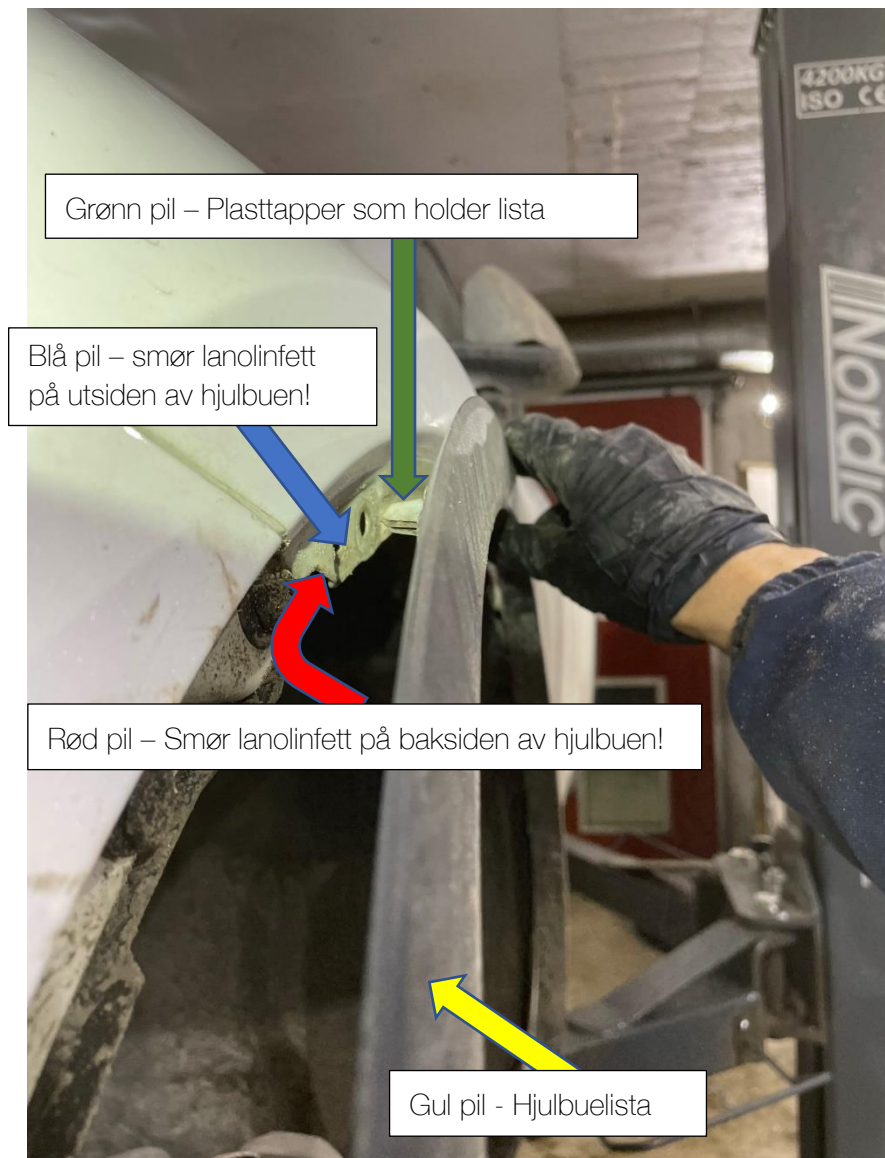 4200KG
ISO CE
Grønn pil – Plasttapper som holder lista
Blå pil – smør lanolinfett
på utsiden av hjulbuen!
Nordic
Rød pil – Smør lanolinfett på baksiden av hjulbuen!
Gul pil - Hjulbuelista